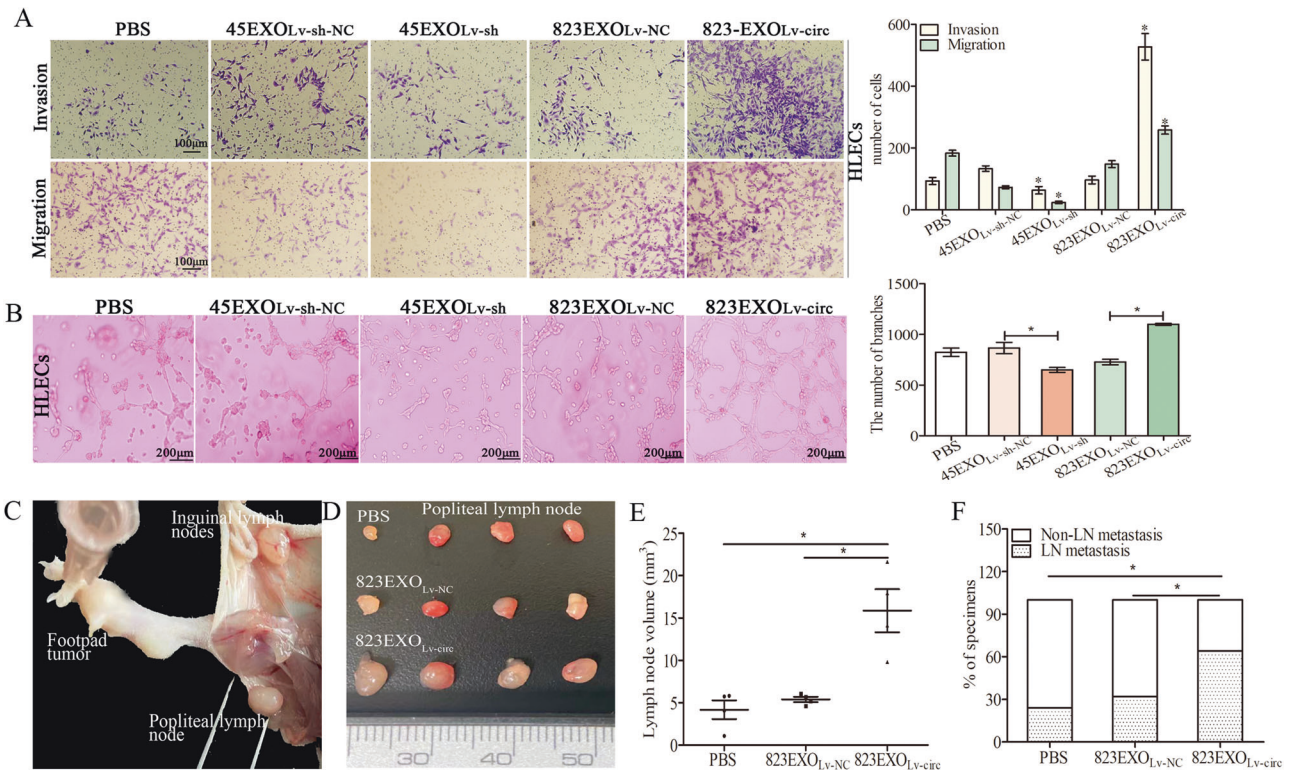 A
PBS 45EXOLv-sh-NC 45EXOLv-sh 823EXOLv-NC 823-EXOLv-circ
Invasion
100μm
Migration
100μm
HLECs
number of cells
600
400
200
0
Invasion
Migration
* * * *
PBS 45EXOLv-sh-NC 45EXOLv-sh 823EXOLv-NC 823EXOLv-circ
B
PBS 45EXOLv-sh-NC 45EXOLv-sh 823EXOLv-NC 823EXOLv-circ
HLECs
200μm 200μm 200μm 200μm 200μm
The number of branches
1500
1000
500
0
* *
PBS 45EXOLv-sh-NC 45EXOLv-sh 823EXOLv-NC 823EXOLv-circ
C
Inguinal lymph
nodes
Footpad
tumor
Popliteal lymph
node
D
PBS Popliteal lymph node
823EXOLv-NC
823EXOLv-circ
30 40 50
E
Lymph node volume (mm³)
25
20
15
10
5
0
*
*
PBS 823EXOLv-NC 823EXOLv-circ
F
% of specimens
150
120
90
60
30
0
Non-LN metastasis
LN metastasis
*
*
PBS 823EXOLv-NC 823EXOLv-circ